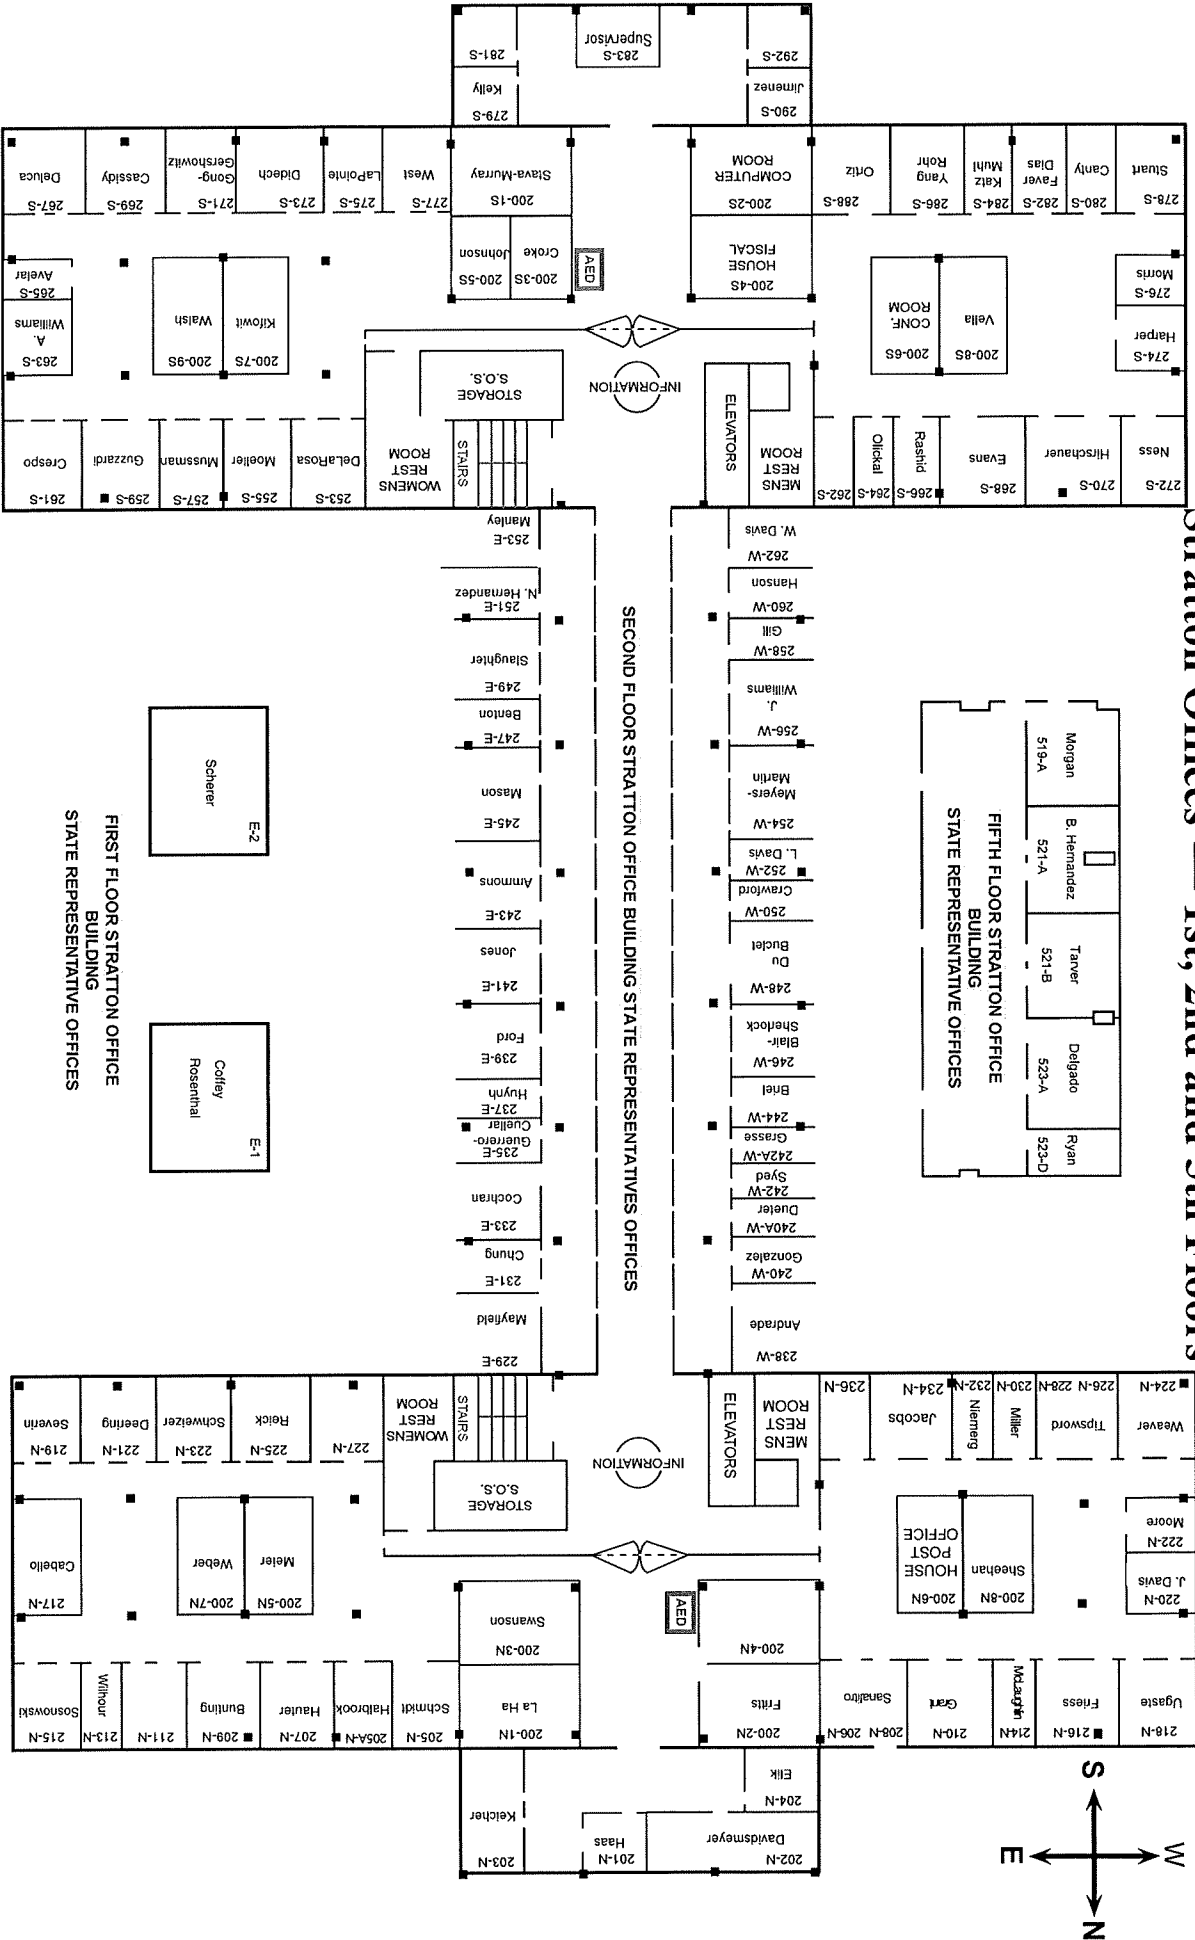 Stratton Offices – 1st, 2nd and 5th Floors
281-S
Kelly
279-S
Supervisor
283-S
292-S
Jimenez
290-S
Deluca
267-S
Cassidy
269-S
Gong-
Gershowitz
271-S
Didech
273-S
LaPointe
275-S
West
277-S
Stava-Murray
200-1S
Johnson
200-5S
Croke
200-3S
AED
COMPUTER
ROOM
200-2S
HOUSE
FISCAL
200-4S
Ortiz
288-S
Yang
Rohr
286-S
Katz
Muhl
284-S
Faver
Dias
282-S
Canty
280-S
Stuart
278-S
Avelar
265-S
A.
Williams
263-S
Walsh
200-9S
Kifowit
200-7S
CONF.
ROOM
200-6S
Vella
200-8S
Morris
276-S
Harper
274-S
STORAGE
S.O.S.
INFORMATION
ELEVATORS
MENS
REST
ROOM
WOMENS
REST
ROOM
STAIRS
Crespo
261-S
Guzzardi
259-S
Mussman
257-S
Moeller
255-S
DeLaRosa
253-S
262-S
Olickal
264-S
Rashid
266-S
Evans
268-S
Hirschauer
270-S
Ness
272-S
Manley
253-E
N. Hernandez
251-E
Slaughter
249-E
Benton
247-E
Mason
245-E
Ammons
243-E
Jones
241-E
Ford
239-E
Huynh
237-E
Guerrero-
Cuellar
235-E
Cochran
233-E
Chung
231-E
Mayfield
229-E
SECOND FLOOR STRATTON OFFICE BUILDING STATE REPRESENTATIVES OFFICES
W. Davis
262-W
Hanson
260-W
Gill
258-W
J.
Williams
256-W
Meyers-
Martin
254-W
L. Davis
252-W
Crawford
250-W
Du
Buclet
248-W
Blair-
Sherlock
246-W
Briel
244-W
Grasse
242A-W
Syed
242-W
Dueter
240A-W
Gonzalez
240-W
Andrade
238-W
Scherer
E-2
Coffey
Rosenthal
E-1
FIRST FLOOR STRATTON OFFICE
BUILDING
STATE REPRESENTATIVE OFFICES
Morgan
519-A
B. Hernandez
521-A
Tarver
521-B
Delgado
523-A
Ryan
523-D
FIFTH FLOOR STRATTON OFFICE
BUILDING
STATE REPRESENTATIVE OFFICES
Severin
219-N
Deering
221-N
Schweizer
223-N
Reick
225-N
227-N
WOMENS
REST
ROOM
STAIRS
STORAGE
S.O.S.
INFORMATION
ELEVATORS
MENS
REST
ROOM
236-N
Jacobs
234-N
Niemerg
232-N
Miller
230-N
Tipsword
228-N
226-N
Weaver
224-N
Cabello
217-N
Weber
200-7N
Meier
200-5N
HOUSE
POST
OFFICE
200-6N
Sheehan
200-8N
Moore
222-N
J. Davis
220-N
Swanson
200-3N
AED
200-4N
Sosnowski
215-N
Wilhour
213-N
211-N
Bunting
209-N
Hauter
207-N
Halbrook
205A-N
Schmidt
205-N
La Ha
200-1N
Fritts
200-2N
Sanalitro
206-N
208-N
Grant
210-N
McLaughlin
214-N
Friess
216-N
Ugaste
218-N
Keicher
203-N
Haas
201-N
Elik
204-N
Davidsmeyer
202-N
S
E
W
N